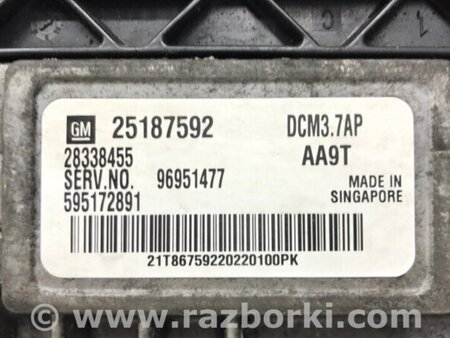 GM 25187592 DCM3.7AP
28338455 AA9T
SERV.NO. 96951477 MADE IN
595172891 SINGAPORE
21T86759220220100PK
www.razborki.com